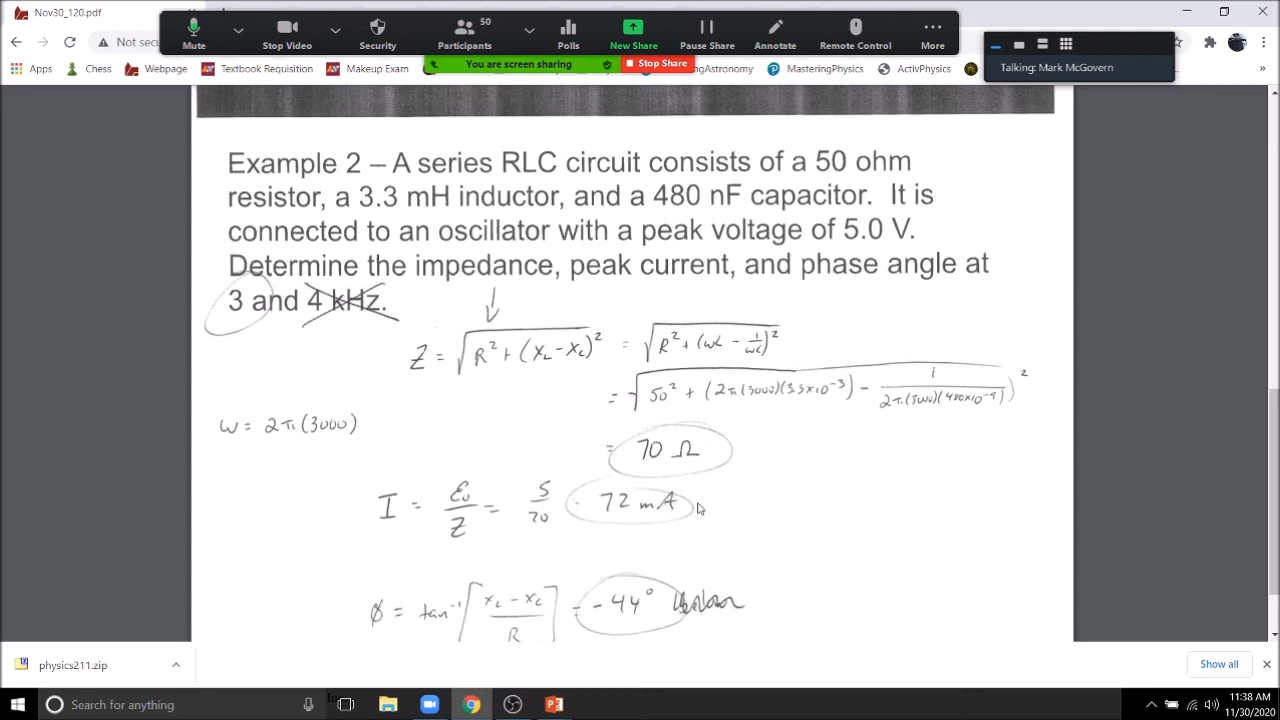 Nov30_120.pdf
50
Mute
Stop Video
Security
Participants
Polls
New Share
Pause Share
Annotate
Remote Control
More
Not secu
You are screen sharing
Stop Share
Talking: Mark McGovern
Apps
Chess
Webpage
Textbook Requisition
Makeup Exam
ngAstronomy
MasteringPhysics
ActivPhysics
»
Example 2 – A series RLC circuit consists of a 50 ohm
resistor, a 3.3 mH inductor, and a 480 nF capacitor. It is
connected to an oscillator with a peak voltage of 5.0 V.
Determine the impedance, peak current, and phase angle at
3 and 4 kHz.
Z = √(R² + (X_L - X_C)²) = √(R² + (ωL - 1/ωC)²)
= √(50² + (2π(3000)(3.3×10⁻³) - 1/(2π(3000)(480×10⁻⁹)))²
ω = 2π(3000)
= 70 Ω
I = ε₀/Z = 5/70 = 72 mA
φ = tan⁻¹[(X_L - X_C)/R] = -44°
physics211.zip
Show all
Search for anything
11:38 AM
11/30/2020